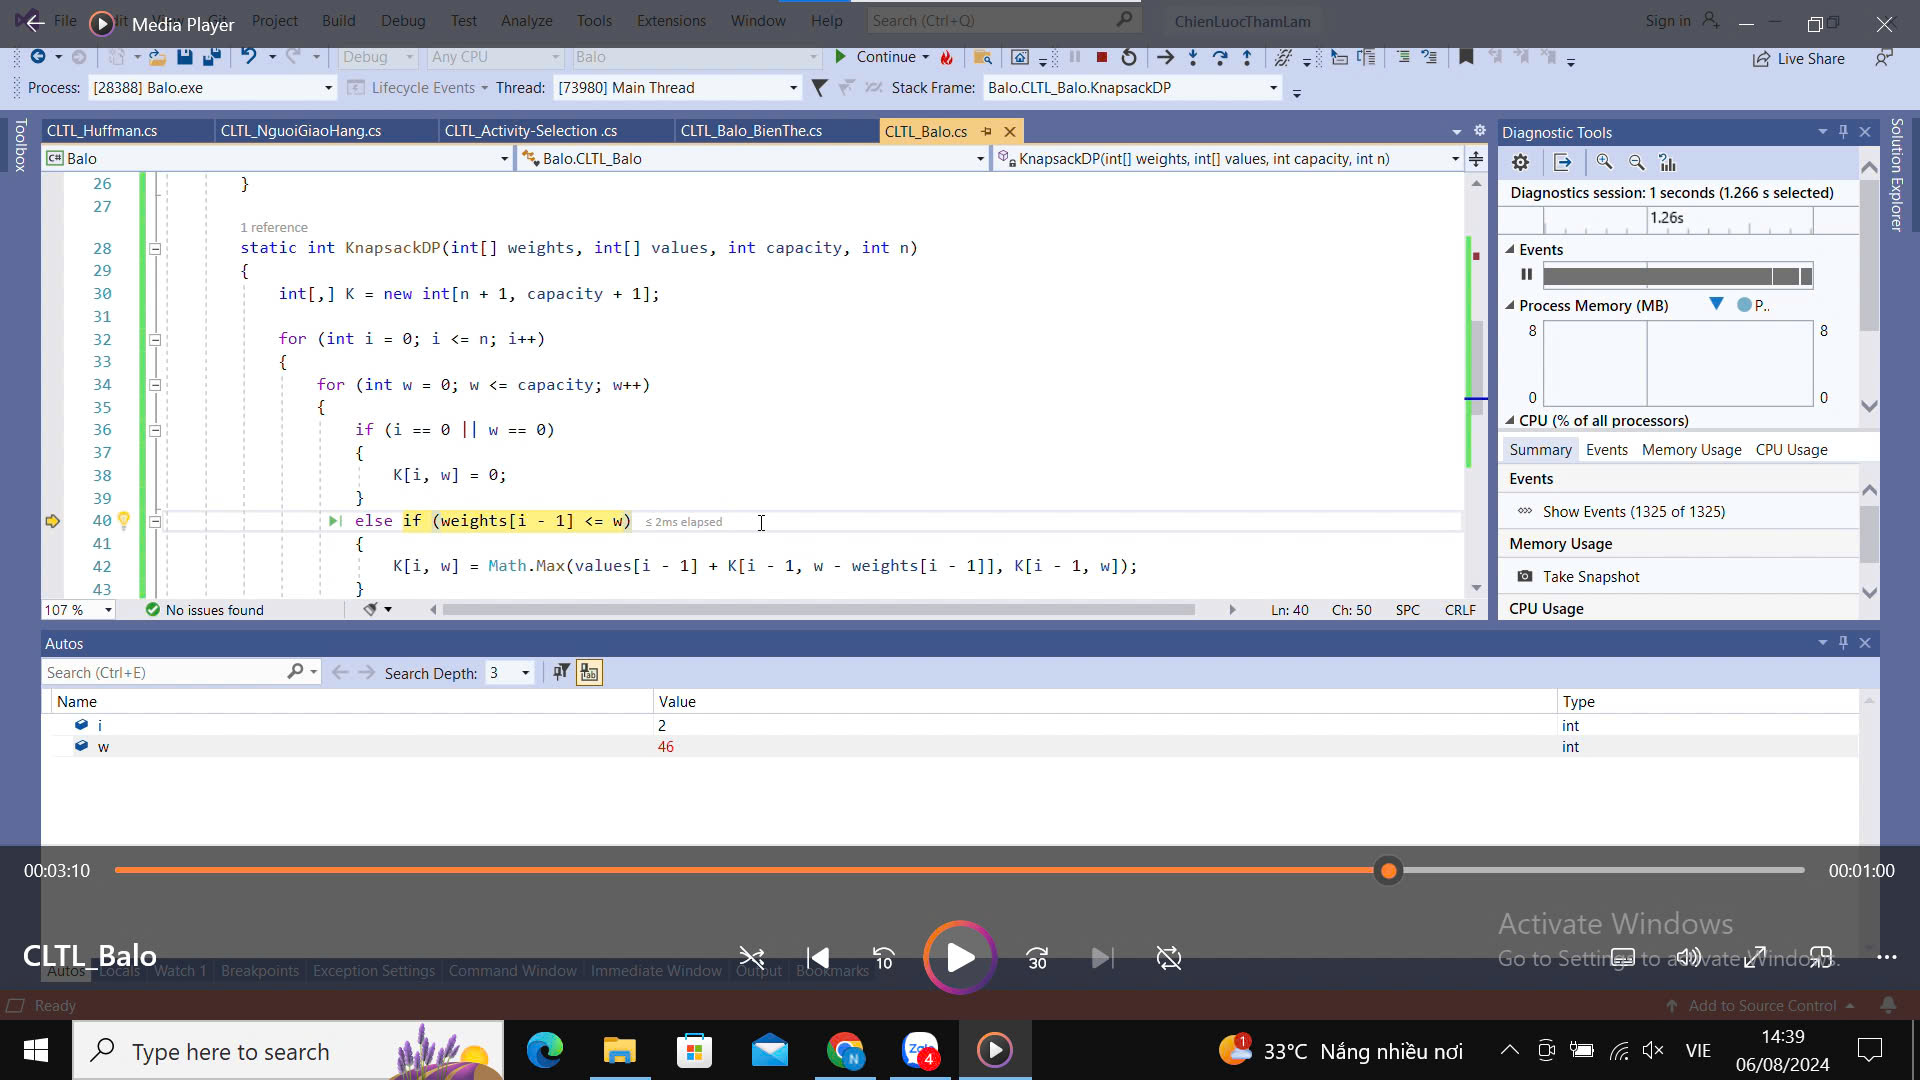 File Edit View Git Project Build Debug Test Analyze Tools Extensions Window Help Search (Ctrl+Q) ChienLuocThamLam Sign in
Media Player
Debug Any CPU Balo Continue Live Share
Process: [28388] Balo.exe Lifecycle Events Thread: [73980] Main Thread Stack Frame: Balo.CLTL_Balo.KnapsackDP
Toolbox
CLTL_Huffman.cs CLTL_NguoiGiaoHang.cs CLTL_Activity-Selection .cs CLTL_Balo_BienThe.cs CLTL_Balo.cs
C# Balo Balo.CLTL_Balo KnapsackDP(int[] weights, int[] values, int capacity, int n)
26 }
27
1 reference
28 static int KnapsackDP(int[] weights, int[] values, int capacity, int n)
29 {
30 int[,] K = new int[n + 1, capacity + 1];
31
32 for (int i = 0; i <= n; i++)
33 {
34 for (int w = 0; w <= capacity; w++)
35 {
36 if (i == 0 || w == 0)
37 {
38 K[i, w] = 0;
39 }
40 else if (weights[i - 1] <= w) ≤ 2ms elapsed
41 {
42 K[i, w] = Math.Max(values[i - 1] + K[i - 1, w - weights[i - 1]], K[i - 1, w]);
43 }
107 % No issues found Ln: 40 Ch: 50 SPC CRLF
Diagnostic Tools
Solution Explorer
Diagnostics session: 1 seconds (1.266 s selected)
1.26s
Events
Process Memory (MB) P..
8 8
0 0
CPU (% of all processors)
Summary Events Memory Usage CPU Usage
Events
Show Events (1325 of 1325)
Memory Usage
Take Snapshot
CPU Usage
Autos
Search (Ctrl+E) Search Depth: 3
Name Value Type
i 2 int
w 46 int
00:03:10 00:01:00
CLTL_Balo
10 30
Activate Windows
Go to Settings to activate Windows.
Autos Locals Watch 1 Breakpoints Exception Settings Command Window Immediate Window Output Bookmarks
Ready Add to Source Control
Type here to search
N
Zalo 4
1 33°C Nắng nhiều nơi VIE
14:39
06/08/2024